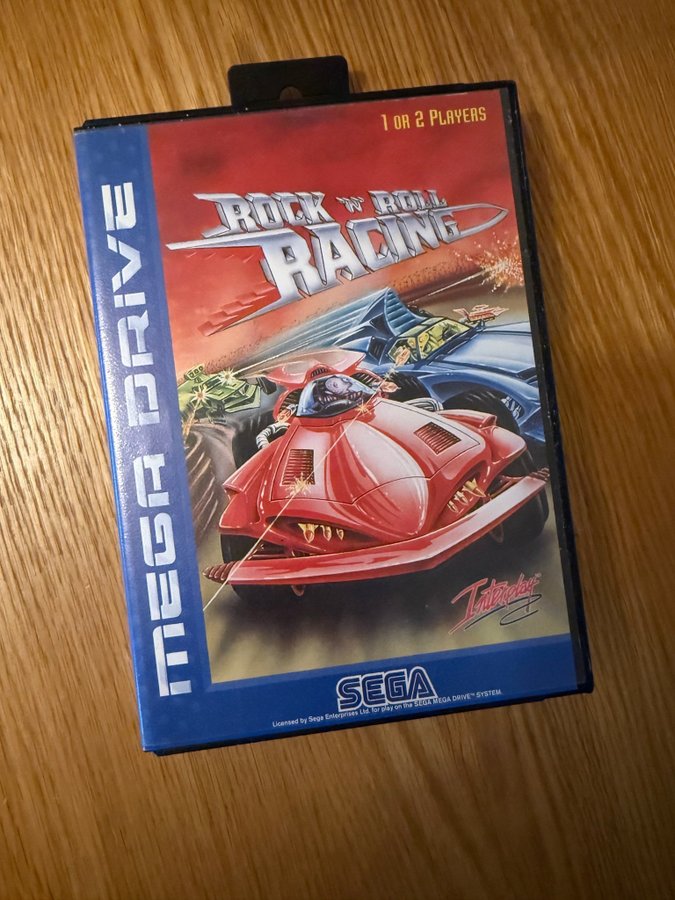 1 OR 2 PLAYERS
ROCK 'N' ROLL
RACING
MEGA DRIVE
Interplay™
SEGA
Licensed by Sega Enterprises Ltd. for play on the SEGA MEGA DRIVE™ SYSTEM.